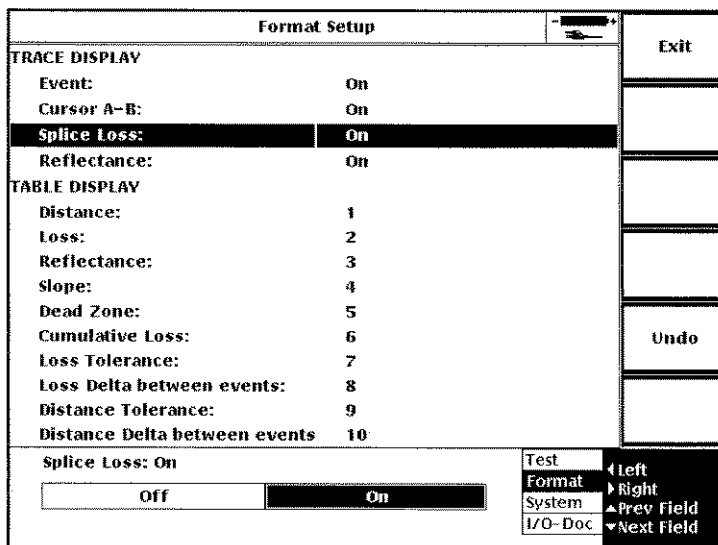 Format Setup
- +
Exit
TRACE DISPLAY
Event: On
Cursor A-B: On
Splice Loss: On
Reflectance: On
TABLE DISPLAY
Distance: 1
Loss: 2
Reflectance: 3
Slope: 4
Dead Zone: 5
Cumulative Loss: 6
Undo
Loss Tolerance: 7
Loss Delta between events: 8
Distance Tolerance: 9
Distance Delta between events 10
Splice Loss: On
Off On
Test
Format
System
I/O-Doc
◀Left
▶Right
▲Prev Field
▼Next Field